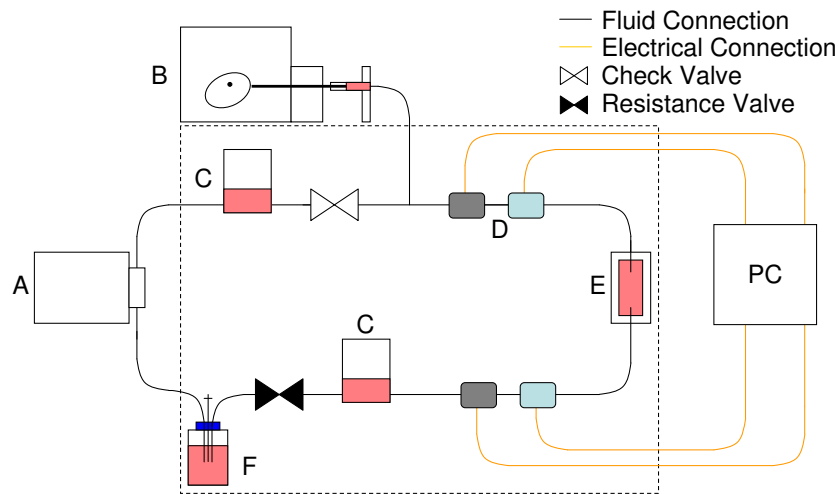 Fluid Connection
Electrical Connection
Check Valve
Resistance Valve
B
C
D
A
E
PC
C
F